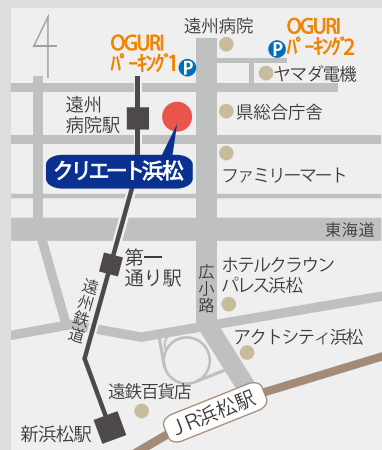 遠州病院
OGURI
パーキング1
P
OGURI
P
パーキング2
ヤマダ電機
遠州
病院駅
県総合庁舎
クリエート浜松
ファミリーマート
東海道
第一
通り駅
広小路
ホテルクラウン
パレス浜松
遠州鉄道
アクトシティ浜松
遠鉄百貨店
JR浜松駅
新浜松駅